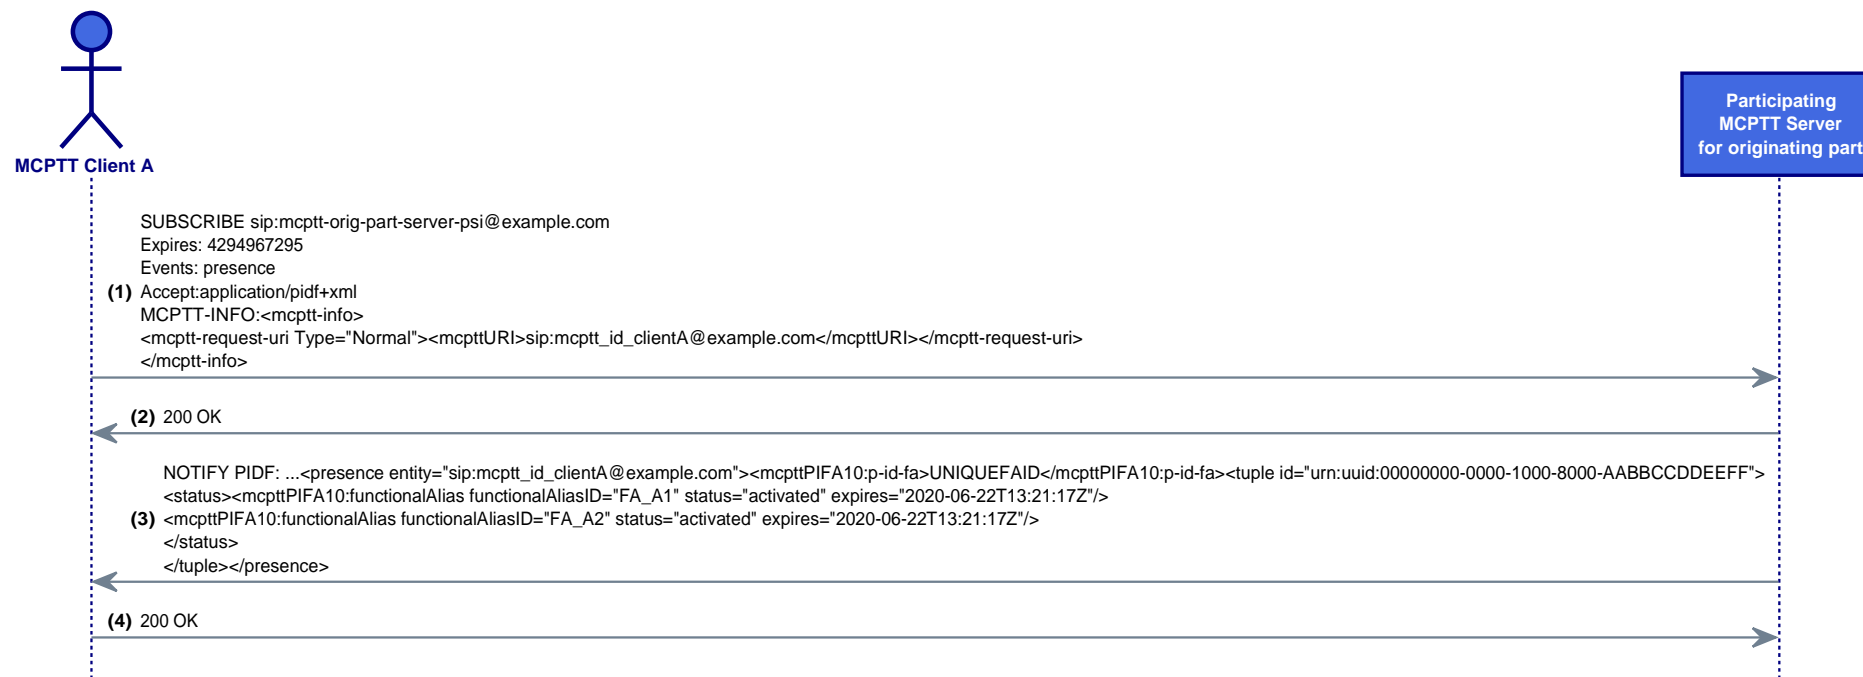 MCPTT Client A
Participating
MCPTT Server
for originating part
SUBSCRIBE sip:mcptt-orig-part-server-psi@example.com
Expires: 4294967295
Events: presence
(1) Accept:application/pidf+xml
MCPTT-INFO:<mcptt-info>
<mcptt-request-uri Type="Normal"><mcpttURI>sip:mcptt_id_clientA@example.com</mcpttURI></mcptt-request-uri>
</mcptt-info>
(2) 200 OK
NOTIFY PIDF: ...<presence entity="sip:mcptt_id_clientA@example.com"><mcpttPIFA10:p-id-fa>UNIQUEFAID</mcpttPIFA10:p-id-fa><tuple id="urn:uuid:00000000-0000-1000-8000-AABBCCDDEEFF">
<status><mcpttPIFA10:functionalAlias functionalAliasID="FA_A1" status="activated" expires="2020-06-22T13:21:17Z"/>
(3) <mcpttPIFA10:functionalAlias functionalAliasID="FA_A2" status="activated" expires="2020-06-22T13:21:17Z"/>
</status>
</tuple></presence>
(4) 200 OK